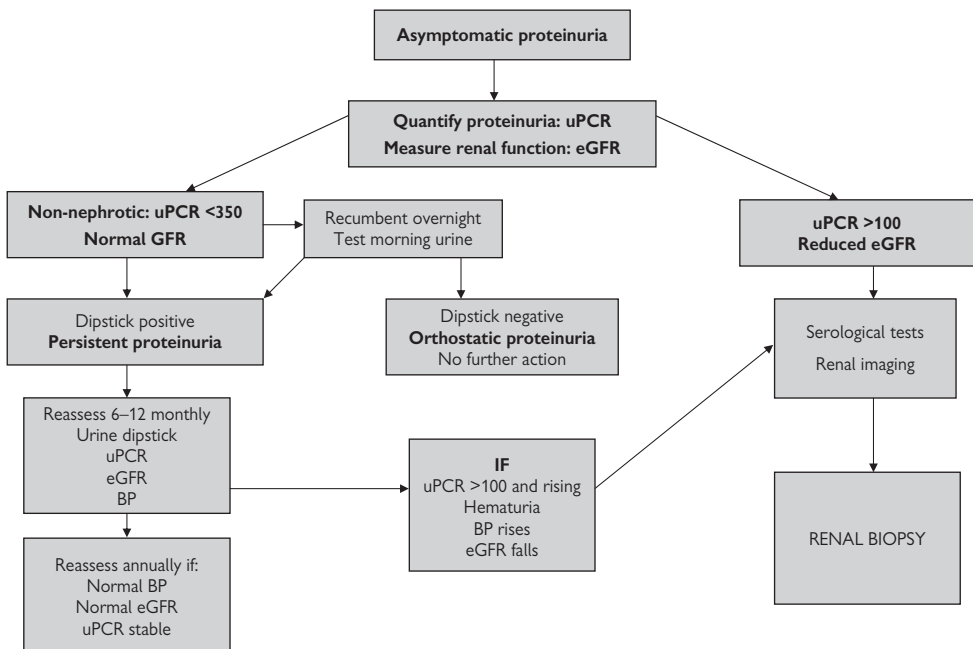 Asymptomatic proteinuria
Quantify proteinuria: uPCR
Measure renal function: eGFR
Non-nephrotic: uPCR <350
Normal GFR
Recumbent overnight
Test morning urine
uPCR >100
Reduced eGFR
Dipstick positive
Persistent proteinuria
Dipstick negative
Orthostatic proteinuria
No further action
Serological tests
Renal imaging
Reassess 6–12 monthly
Urine dipstick
uPCR
eGFR
BP
IF
uPCR >100 and rising
Hematuria
BP rises
eGFR falls
RENAL BIOPSY
Reassess annually if:
Normal BP
Normal eGFR
uPCR stable